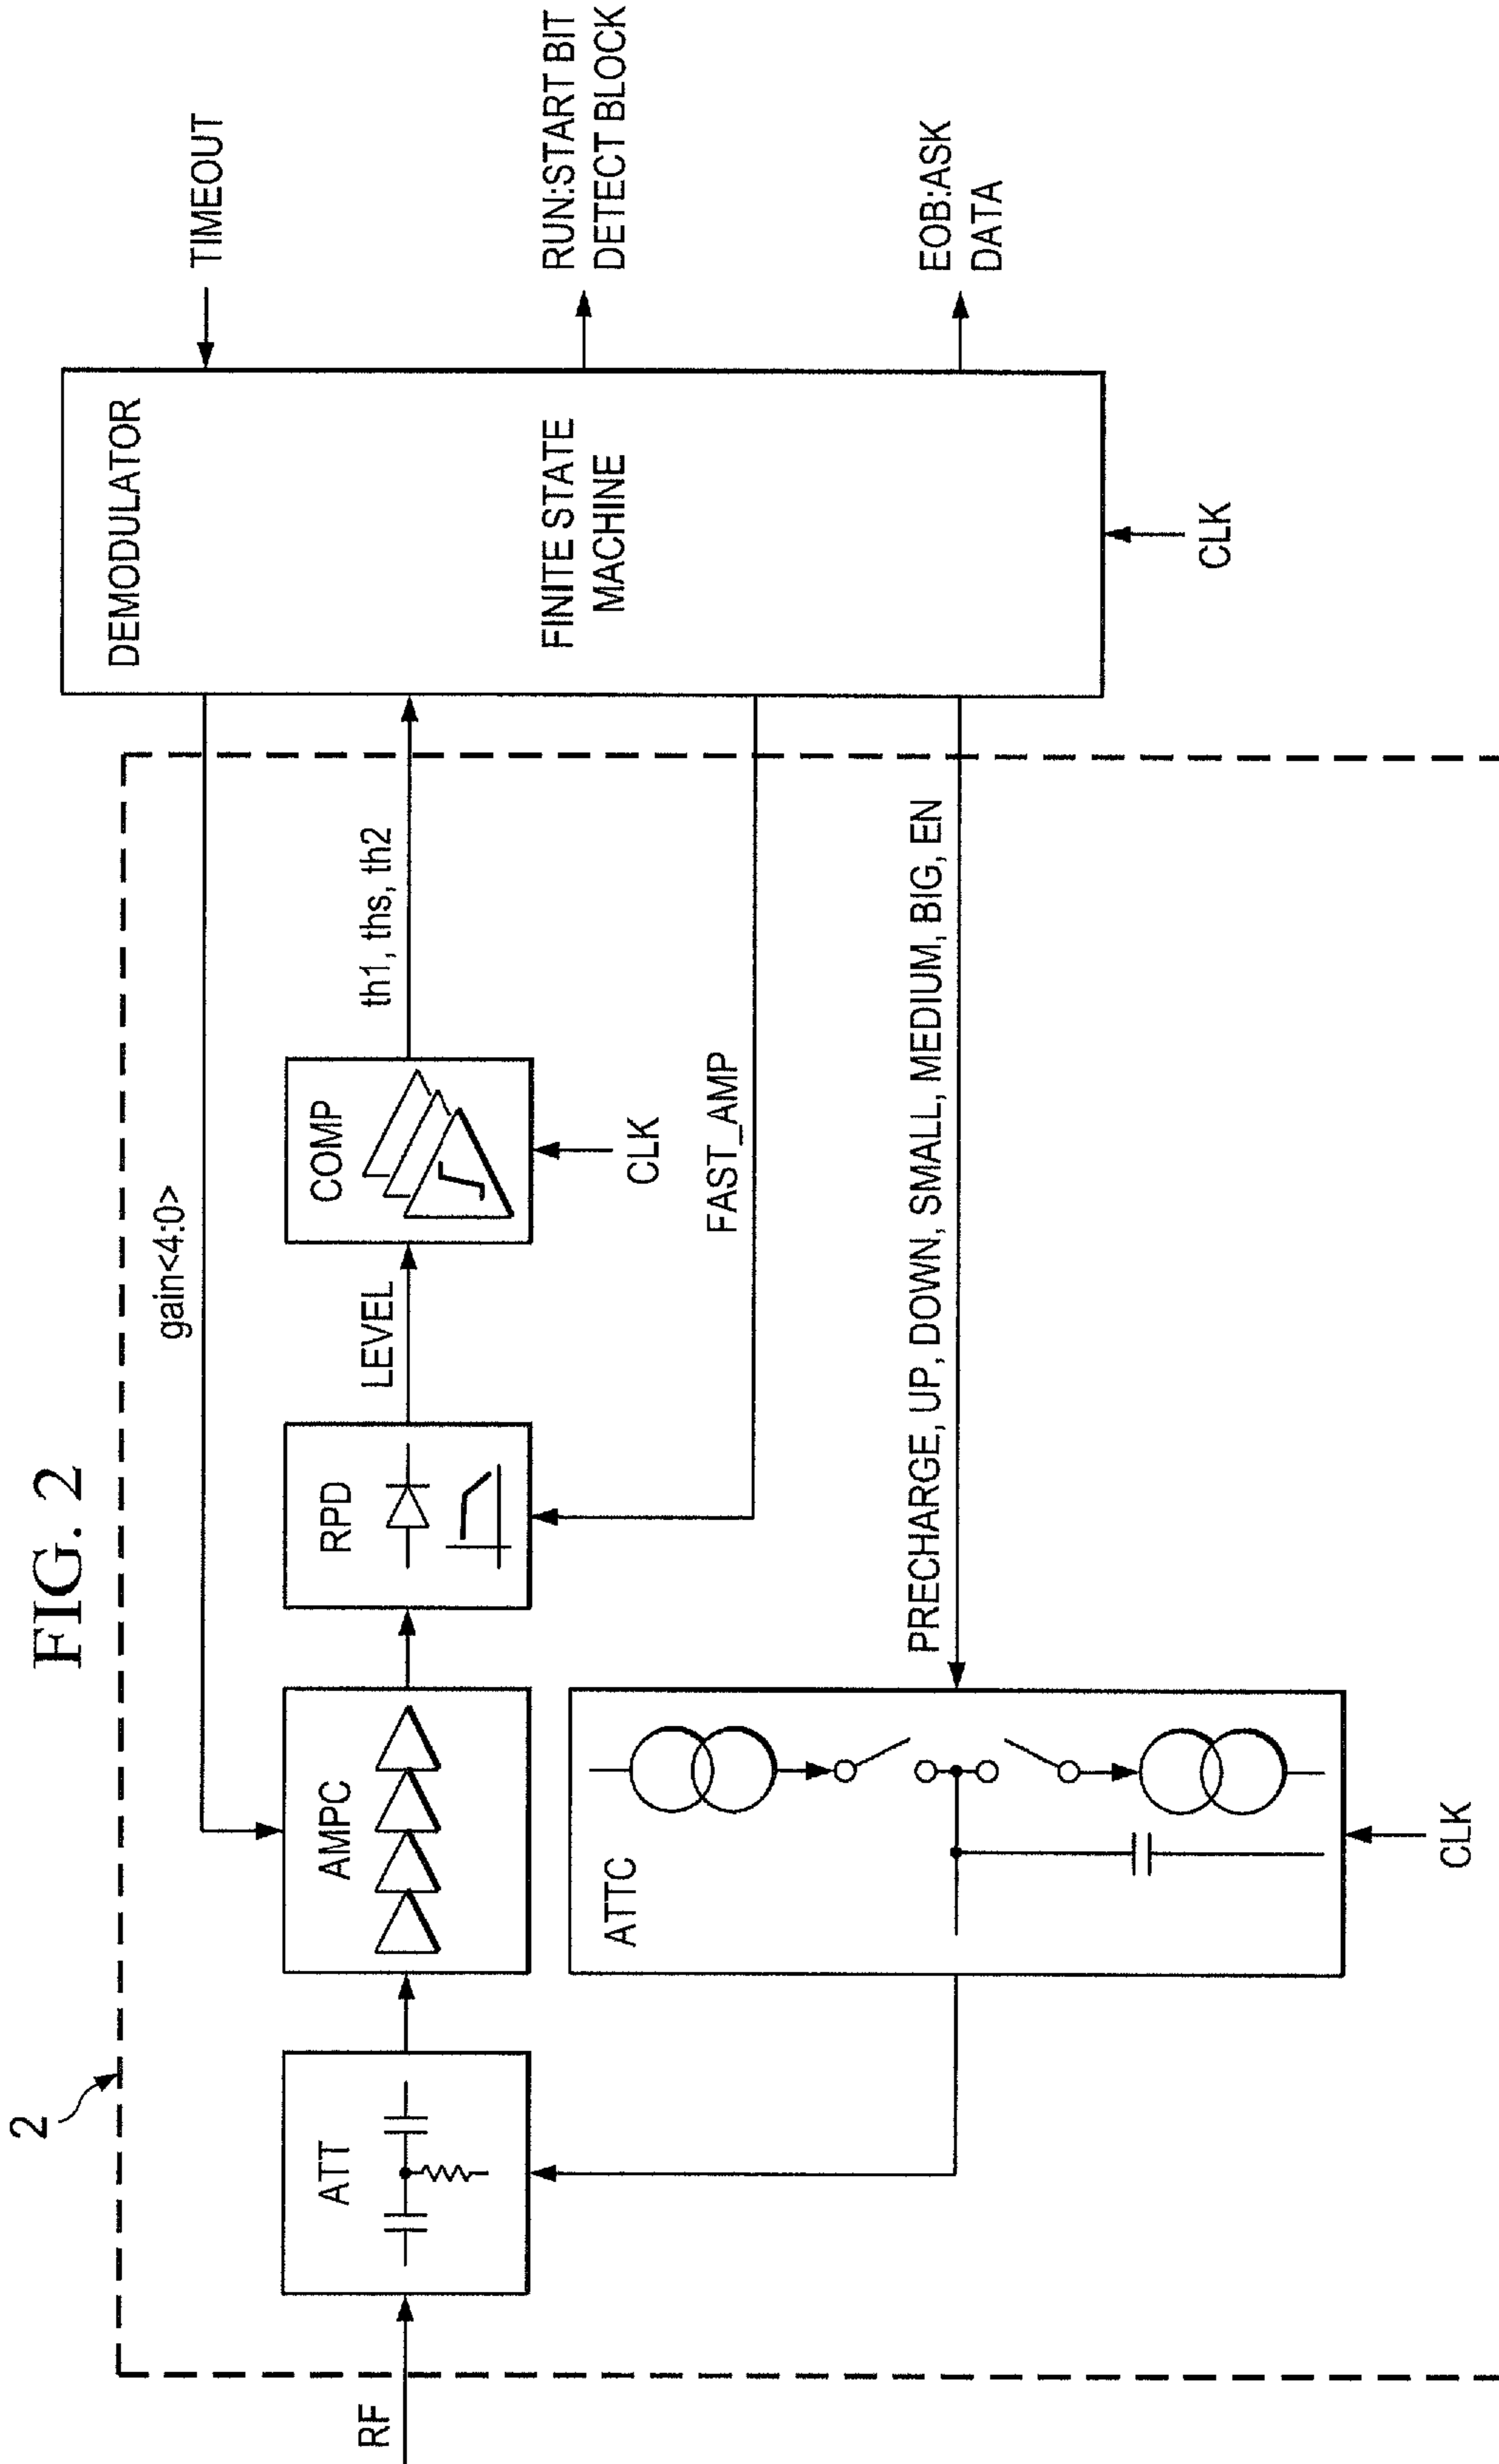 FIG. 2
2
RF
ATT
AMPC
gain<4:0>
RPD
LEVEL
COMP
CLK
th1, ths, th2
FAST_AMP
ATTC
CLK
PRECHARGE, UP, DOWN, SMALL, MEDIUM, BIG, EN
DEMODULATOR
FINITE STATE
MACHINE
CLK
TIMEOUT
RUN:START BIT
DETECT BLOCK
EOB:ASK
DATA